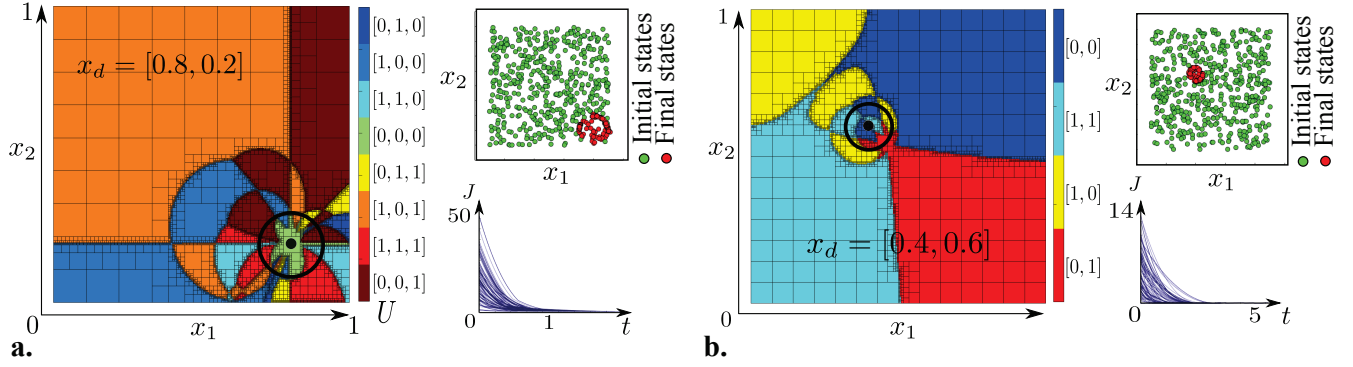 1
x_d = [0.8, 0.2]
x_2
0
x_1
1
[0, 1, 0]
[1, 0, 0]
[1, 1, 0]
[0, 0, 0]
[0, 1, 1]
[1, 0, 1]
[1, 1, 1]
[0, 0, 1]
U
x_2
x_1
Initial states
Final states
J
50
0
1
t
a.
1
x_2
x_d = [0.4, 0.6]
0
x_1
[0, 0]
[1, 1]
[1, 0]
[0, 1]
x_2
x_1
Initial states
Final states
J
14
0
5
t
b.